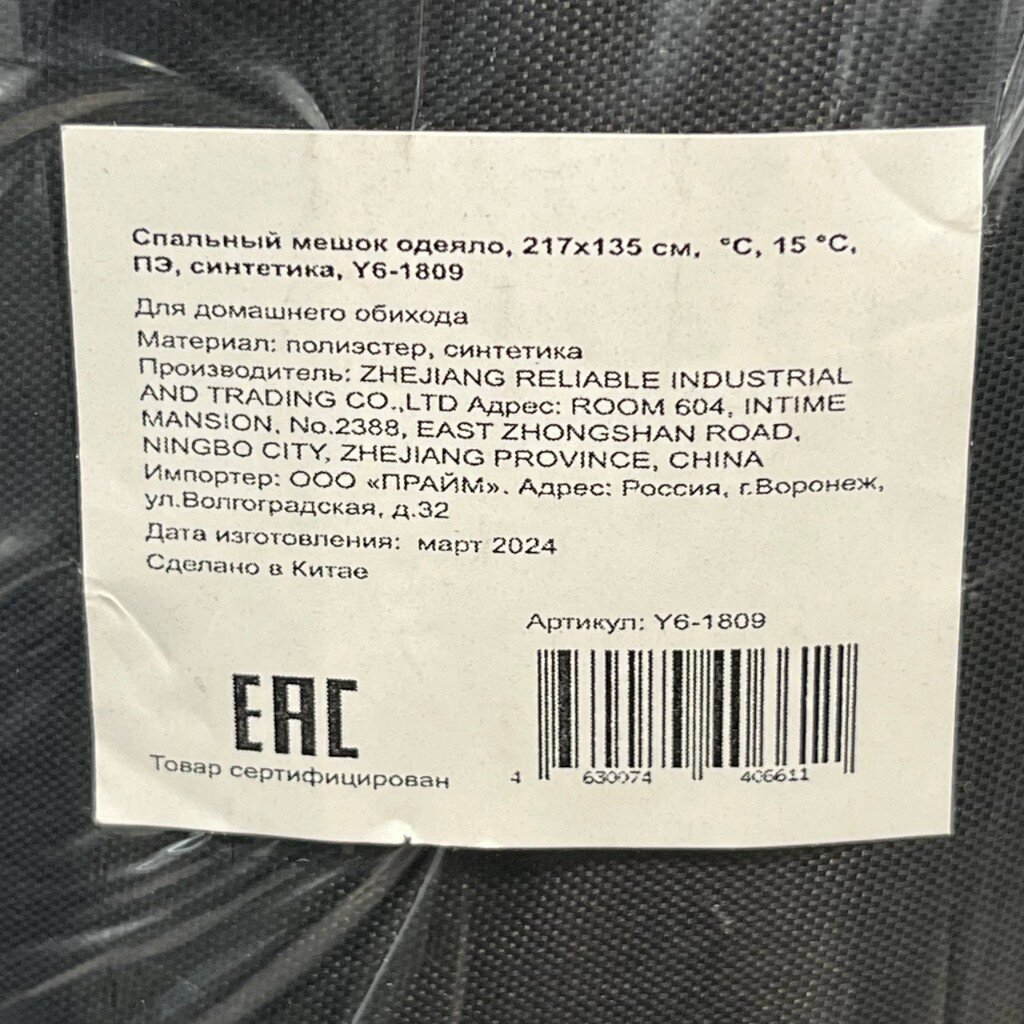 Спальный мешок одеяло, 217х135 см, °С, 15 °С,
ПЭ, синтетика, Y6-1809
Для домашнего обихода
Материал: полиэстер, синтетика
Производитель: ZHEJIANG RELIABLE INDUSTRIAL
AND TRADING CO.,LTD Адрес: ROOM 604, INTIME
MANSION, No.2388, EAST ZHONGSHAN ROAD,
NINGBO CITY, ZHEJIANG PROVINCE, CHINA
Импортер: ООО «ПРАЙМ». Адрес: Россия, г.Воронеж,
ул.Волгоградская, д.32
Дата изготовления: март 2024
Сделано в Китае
Артикул: Y6-1809
EAC
Товар сертифицирован
4 630074 406611